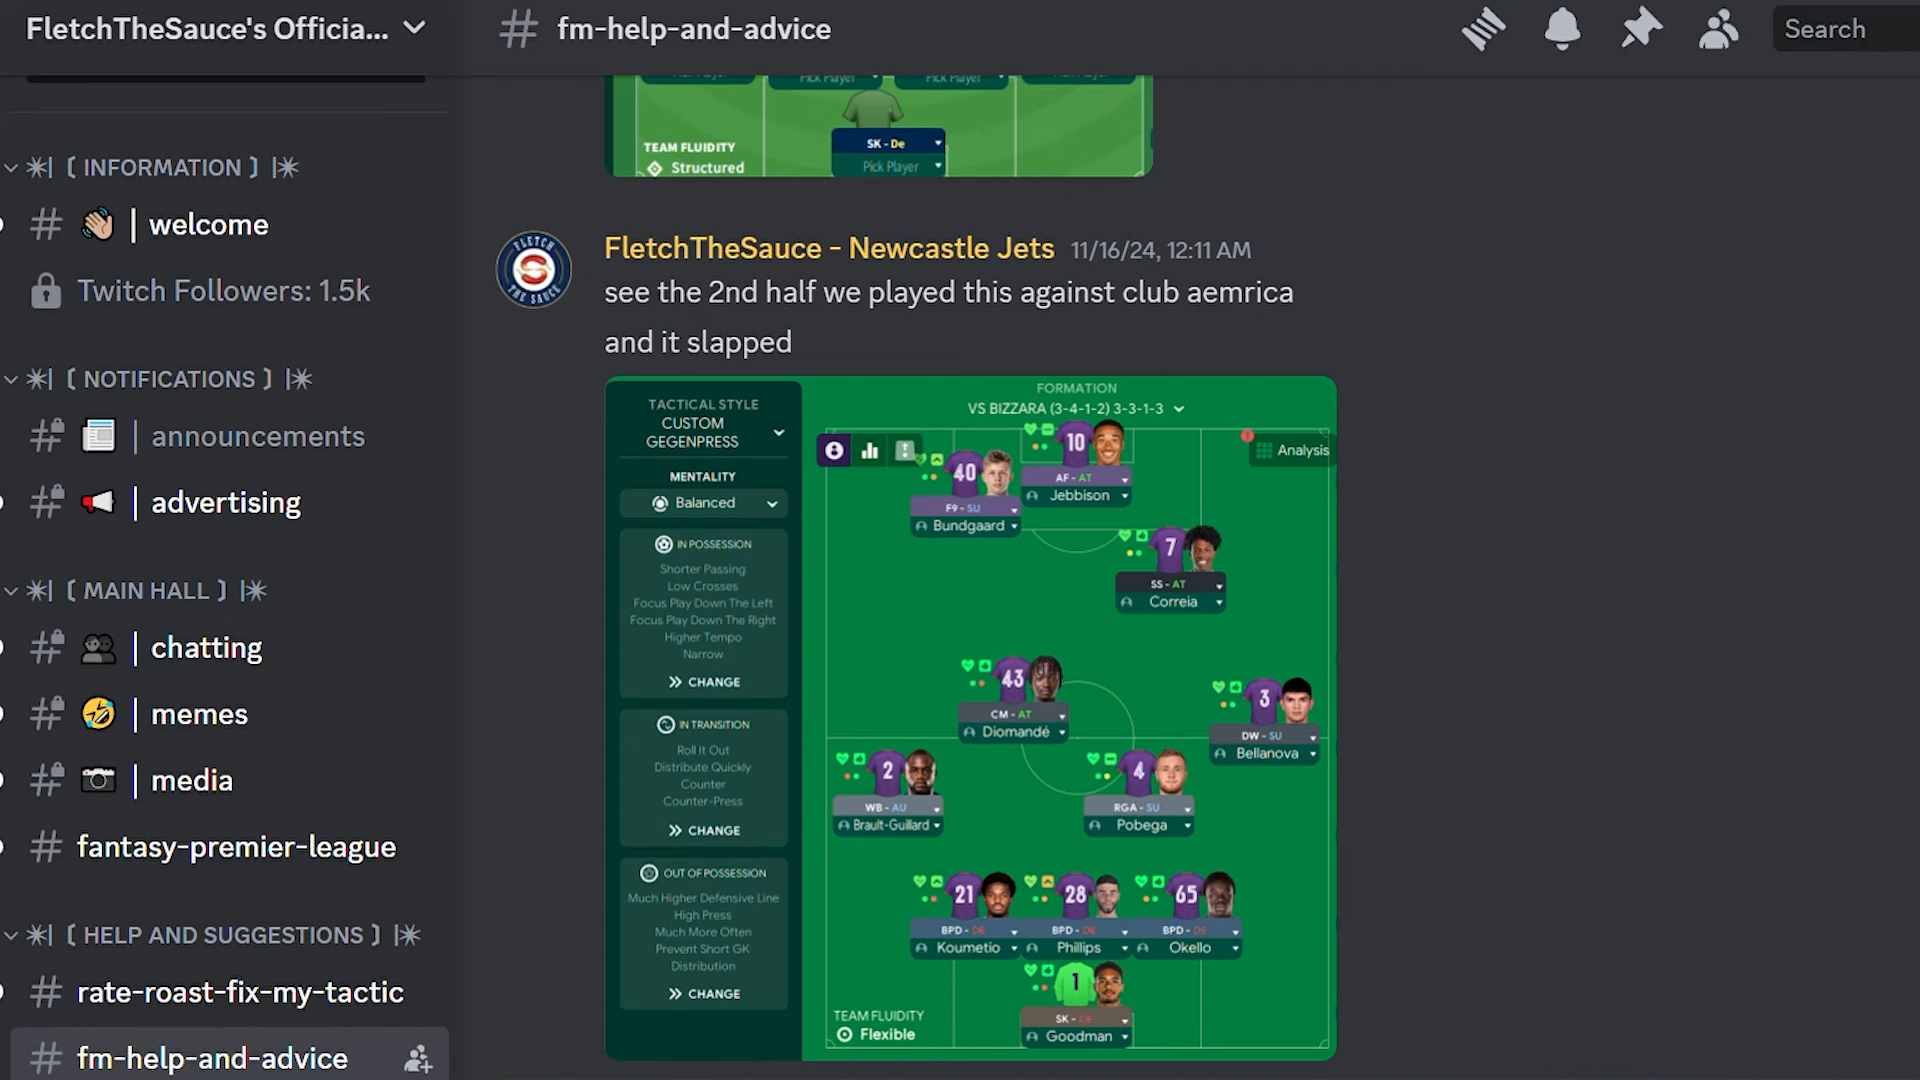 FletchTheSauce's Officia...
fm-help-and-advice
Search
[ INFORMATION ]
welcome
Twitch Followers: 1.5k
[ NOTIFICATIONS ]
announcements
advertising
[ MAIN HALL ]
chatting
memes
media
fantasy-premier-league
[ HELP AND SUGGESTIONS ]
rate-roast-fix-my-tactic
fm-help-and-advice
Pick Player
Pick Player
SK - De
Pick Player
TEAM FLUIDITY
Structured
FLETCH
THE SAUCE
FletchTheSauce - Newcastle Jets 11/16/24, 12:11 AM
see the 2nd half we played this against club aemrica
and it slapped
TACTICAL STYLE
CUSTOM
GEGENPRESS
MENTALITY
Balanced
IN POSSESSION
Shorter Passing
Low Crosses
Focus Play Down The Left
Focus Play Down The Right
Higher Tempo
Narrow
CHANGE
IN TRANSITION
Roll It Out
Distribute Quickly
Counter
Counter-Press
CHANGE
OUT OF POSSESSION
Much Higher Defensive Line
High Press
Much More Often
Prevent Short GK
Distribution
CHANGE
FORMATION
VS BIZZARA (3-4-1-2) 3-3-1-3
Analysis
10
AF - AT
Jebbison
40
F9 - SU
Bundgaard
7
SS - AT
Correia
43
CM - AT
Diomandé
3
DW - SU
Bellanova
2
WB - AU
Brault-Guillard
4
RGA - SU
Pobega
21
BPD - DE
Koumetio
28
BPD - DE
Phillips
65
BPD - DE
Okello
1
SK - DE
Goodman
TEAM FLUIDITY
Flexible